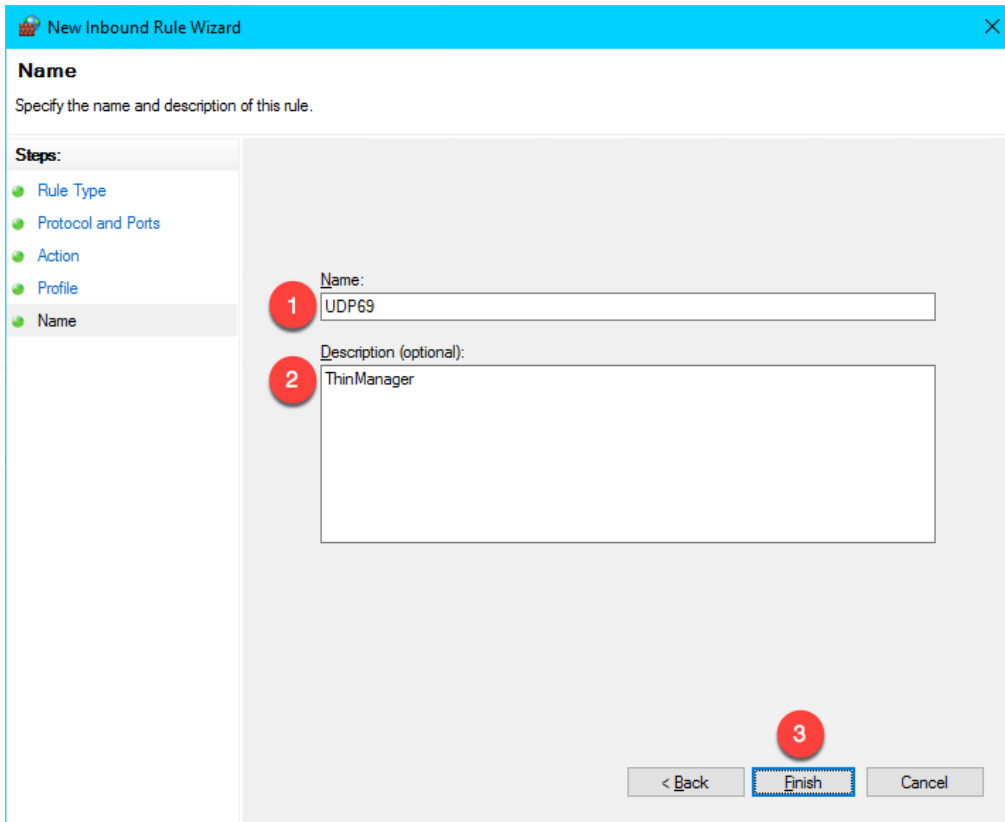 New Inbound Rule Wizard
Name
Specify the name and description of this rule.
Steps:
Rule Type
Protocol and Ports
Action
Profile
Name
Name:
1 UDP69
Description (optional):
2 ThinManager
3
< Back Finish Cancel